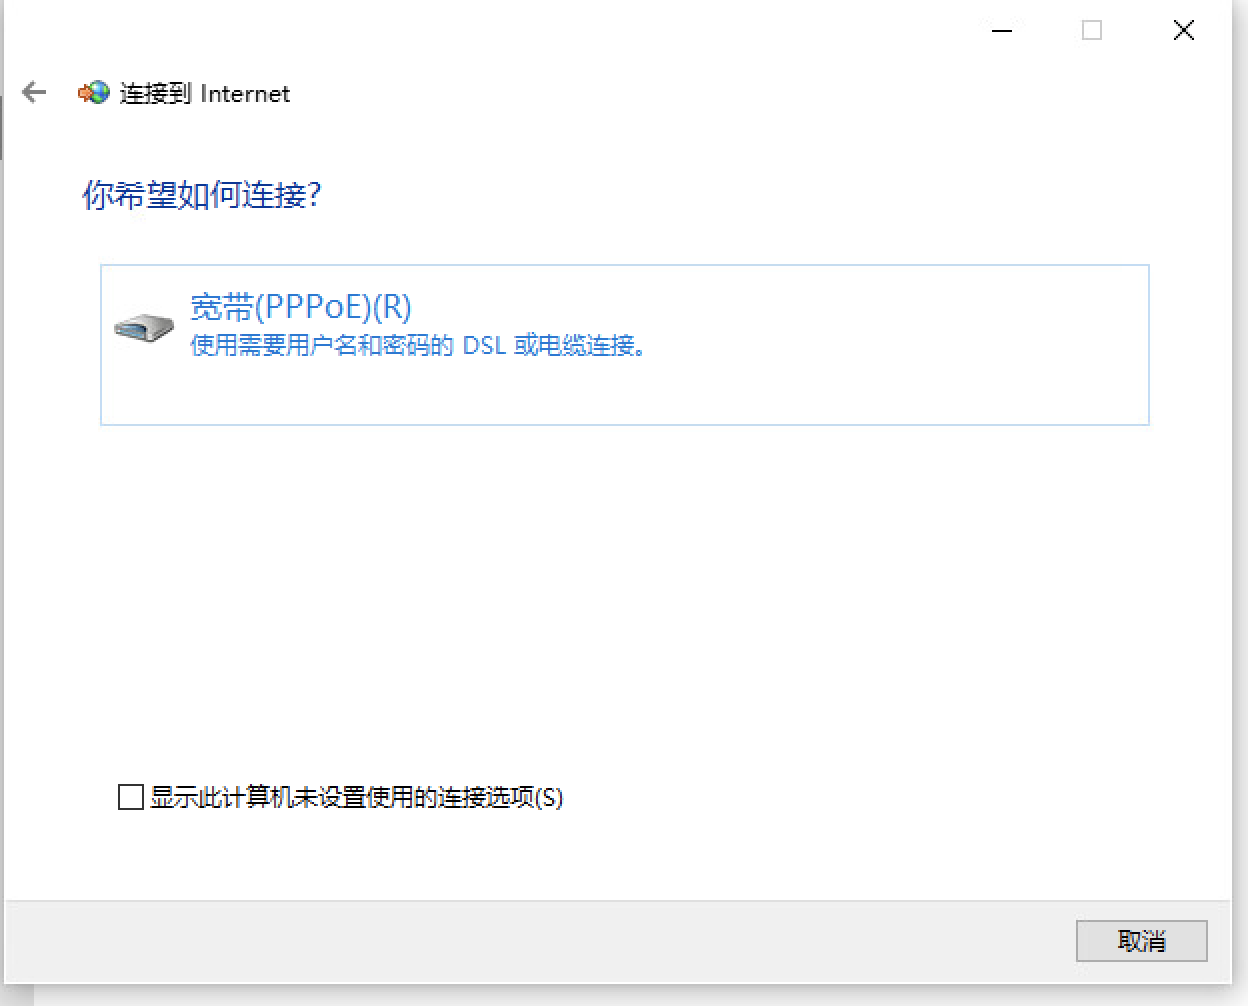 连接到 Internet
你希望如何连接?
宽带(PPPoE)(R)
使用需要用户名和密码的 DSL 或电缆连接。
显示此计算机未设置使用的连接选项(S)
取消